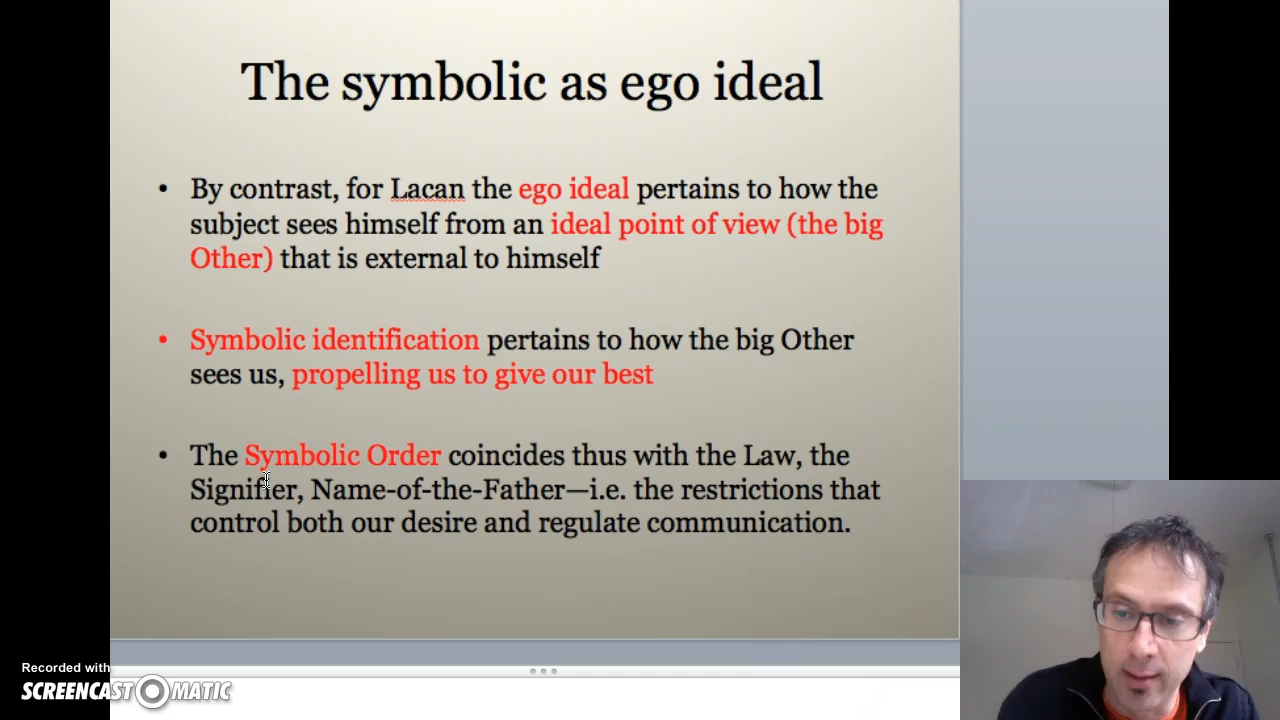 The symbolic as ego ideal
• By contrast, for Lacan the ego ideal pertains to how the
subject sees himself from an ideal point of view (the big
Other) that is external to himself
• Symbolic identification pertains to how the big Other
sees us, propelling us to give our best
• The Symbolic Order coincides thus with the Law, the
Signifier, Name-of-the-Father—i.e. the restrictions that
control both our desire and regulate communication.
Recorded with
SCREENCAST-O-MATIC